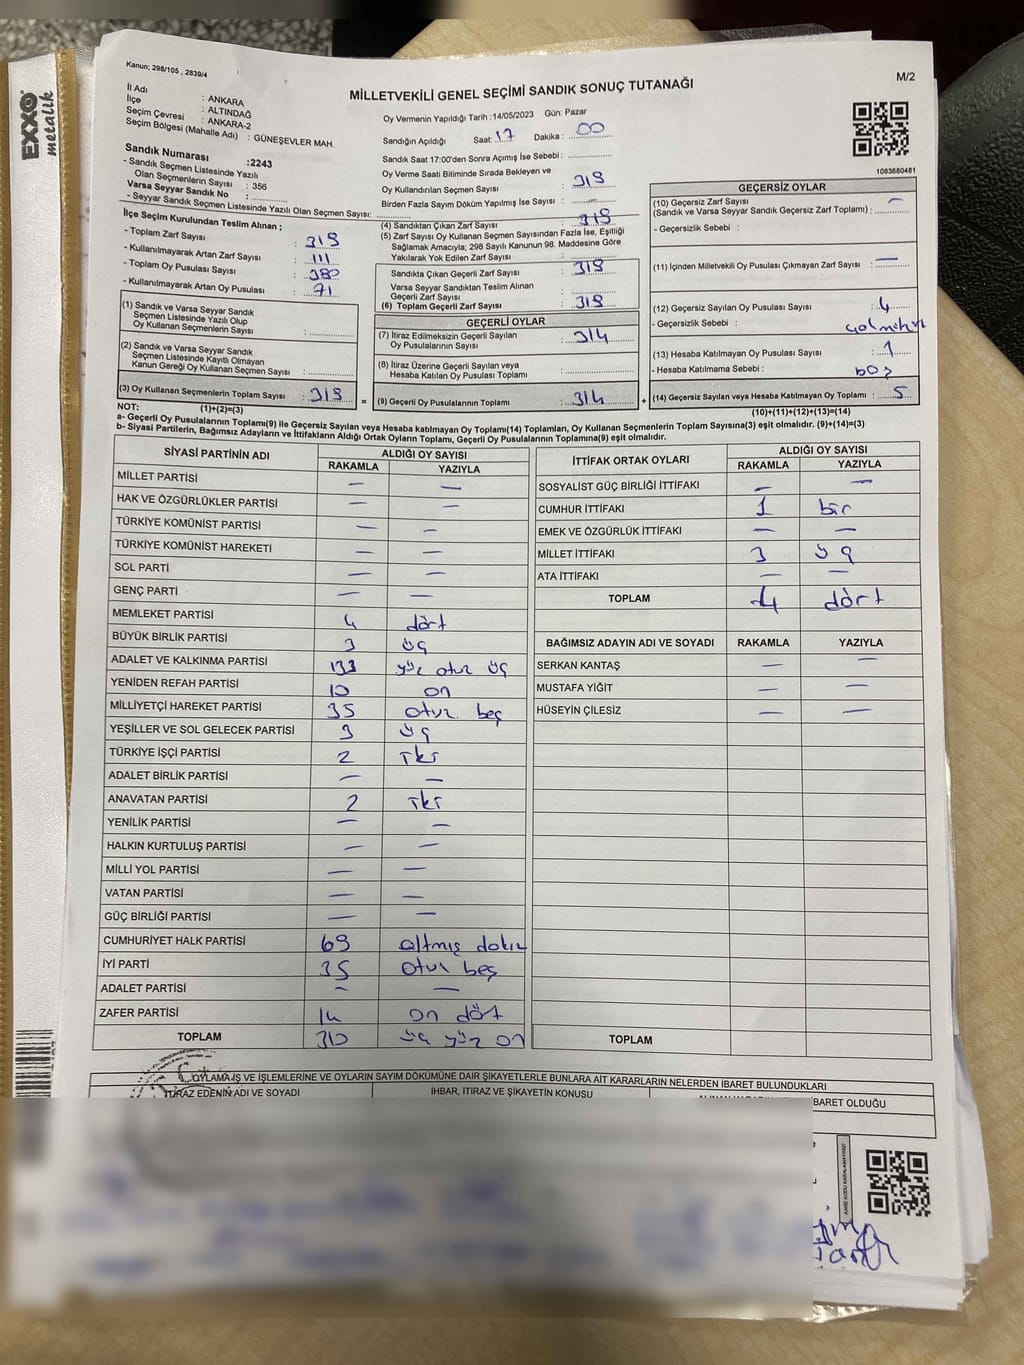 EXXO metalik
Kanun; 298/105 , 2839/4
M/2
MİLLETVEKİLİ GENEL SEÇİMİ SANDIK SONUÇ TUTANAĞI
İl Adı : ANKARA
İlçe : ALTINDAĞ
Seçim Çevresi : ANKARA-2
Seçim Bölgesi (Mahalle Adı) : GÜNEŞEVLER MAH.
Sandık Numarası :2243
- Sandık Seçmen Listesinde Yazılı
Olan Seçmenlerin Sayısı : 356
Varsa Seyyar Sandık No :
- Seyyar Sandık Seçmen Listesinde Yazılı Olan Seçmen Sayısı:
İlçe Seçim Kurulundan Teslim Alınan ;
- Toplam Zarf Sayısı :
- Kullanılmayarak Artan Zarf Sayısı : 111
- Toplam Oy Pusulası Sayısı : 380
- Kullanılmayarak Artan Oy Pusulası : 71
(1) Sandık ve Varsa Seyyar Sandık
Seçmen Listesinde Yazılı Olup
Oy Kullanan Seçmenlerin Sayısı :
(2) Sandık ve Varsa Seyyar Sandık
Seçmen Listesinde Kayıtlı Olmayan
Kanun Gereği Oy Kullanan Seçmen Sayısı :
(3) Oy Kullanan Seçmenlerin Toplam Sayısı : 319 =
(1)+(2)=(3)
Oy Vermenin Yapıldığı Tarih :14/05/2023 Gün: Pazar
Sandığın Açıldığı Saat: 17 Dakika : 00
Sandık Saat 17:00'den Sonra Açımış İse Sebebi:
Oy Verme Saati Bitiminde Sırada Bekleyen ve
Oy Kullandırılan Seçmen Sayısı : 319
Birden Fazla Sayım Döküm Yapılmış İse Sayısı : —
(4) Sandıktan Çıkan Zarf Sayısı : 319
(5) Zarf Sayısı Oy Kullanan Seçmen Sayısından Fazla İse, Eşitliği
Sağlamak Amacıyla; 298 Sayılı Kanunun 98. Maddesine Göre
Yakılarak Yok Edilen Zarf Sayısı :
Sandıkta Çıkan Geçerli Zarf Sayısı : 319
Varsa Seyyar Sandıktan Teslim Alınan
Geçerli Zarf Sayısı :
(6) Toplam Geçerli Zarf Sayısı : 319
GEÇERLİ OYLAR
(7) İtiraz Edilmeksizin Geçerli Sayılan
Oy Pusulalarının Sayısı : 314
(8) İtiraz Üzerine Geçerli Sayılan veya
Hesaba Katılan Oy Pusulası Toplamı :
(9) Geçerli Oy Pusulalarının Toplamı : 314 +
1083680481
GEÇERSİZ OYLAR
(10) Geçersiz Zarf Sayısı
(Sandık ve Varsa Seyyar Sandık Geçersiz Zarf Toplamı) : —
- Geçersizlik Sebebi :
(11) İçinden Milletvekili Oy Pusulası Çıkmayan Zarf Sayısı : —
(12) Geçersiz Sayılan Oy Pusulası Sayısı : 4
- Geçersizlik Sebebi :
(13) Hesaba Katılmayan Oy Pusulası Sayısı : 1
- Hesaba Katılmama Sebebi : boş
(14) Geçersiz Sayılan veya Hesaba Katılmayan Oy Toplamı : 5
(10)+(11)+(12)+(13)=(14)
NOT:
a- Geçerli Oy Pusulalarının Toplamı(9) ile Geçersiz Sayılan veya Hesaba katılmayan Oy Toplamı(14) Toplamları, Oy Kullanan Seçmenlerin Toplam Sayısına(3) eşit olmalıdır. (9)+(14)=(3)
b- Siyasi Partilerin, Bağımsız Adayların ve İttifakların Aldığı Ortak Oyların Toplamı, Geçerli Oy Pusulalarının Toplamına(9) eşit olmalıdır.
SİYASİ PARTİNİN ADI ALDIĞI OY SAYISI
RAKAMLA YAZIYLA
MİLLET PARTİSİ — —
HAK VE ÖZGÜRLÜKLER PARTİSİ — —
TÜRKİYE KOMÜNİST PARTİSİ — —
TÜRKİYE KOMÜNİST HAREKETİ — —
SOL PARTİ — —
GENÇ PARTİ — —
MEMLEKET PARTİSİ 4 dört
BÜYÜK BİRLİK PARTİSİ 3 üç
ADALET VE KALKINMA PARTİSİ 133 yüz otuz üç
YENİDEN REFAH PARTİSİ 10 on
MİLLİYETÇİ HAREKET PARTİSİ 35 otuz beş
YEŞİLLER VE SOL GELECEK PARTİSİ 3 üç
TÜRKİYE İŞÇİ PARTİSİ 2 iki
ADALET BİRLİK PARTİSİ — —
ANAVATAN PARTİSİ 2 iki
YENİLİK PARTİSİ — —
HALKIN KURTULUŞ PARTİSİ — —
MİLLİ YOL PARTİSİ — —
VATAN PARTİSİ — —
GÜÇ BİRLİĞİ PARTİSİ — —
CUMHURİYET HALK PARTİSİ 69 altmış dokuz
İYİ PARTİ 35 otuz beş
ADALET PARTİSİ — —
ZAFER PARTİSİ 14 on dört
TOPLAM 310 üç yüz on
İTTİFAK ORTAK OYLARI ALDIĞI OY SAYISI
RAKAMLA YAZIYLA
SOSYALİST GÜÇ BİRLİĞİ İTTİFAKI — —
CUMHUR İTTİFAKI 1 bir
EMEK VE ÖZGÜRLÜK İTTİFAKI — —
MİLLET İTTİFAKI 3 üç
ATA İTTİFAKI — —
TOPLAM 4 dört
BAĞIMSIZ ADAYIN ADI VE SOYADI RAKAMLA YAZIYLA
SERKAN KANTAŞ — —
MUSTAFA YİĞİT — —
HÜSEYİN ÇİLESİZ — —
TOPLAM
OYLAMA İŞ VE İŞLEMLERİNE VE OYLARIN SAYIM DÖKÜMÜNE DAİR ŞİKAYETLERLE BUNLARA AİT KARARLARIN NELERDEN İBARET BULUNDUKLARI
İTİRAZ EDENİN ADI VE SOYADI İHBAR, İTİRAZ VE ŞİKAYETİN KONUSU
BARET OLDUĞU